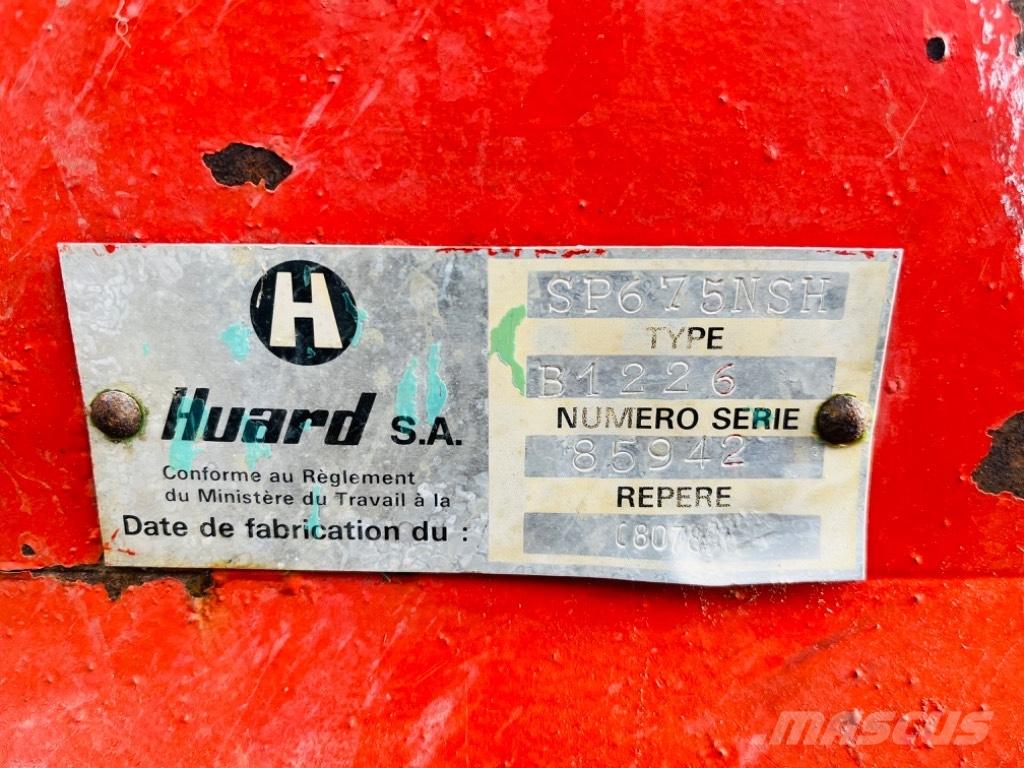 H
Huard S.A.
Conforme au Règlement
du Ministère du Travail à la
Date de fabrication du :
SP675NSH
TYPE
B1226
NUMERO SERIE
85942
REPERE
MASCUS